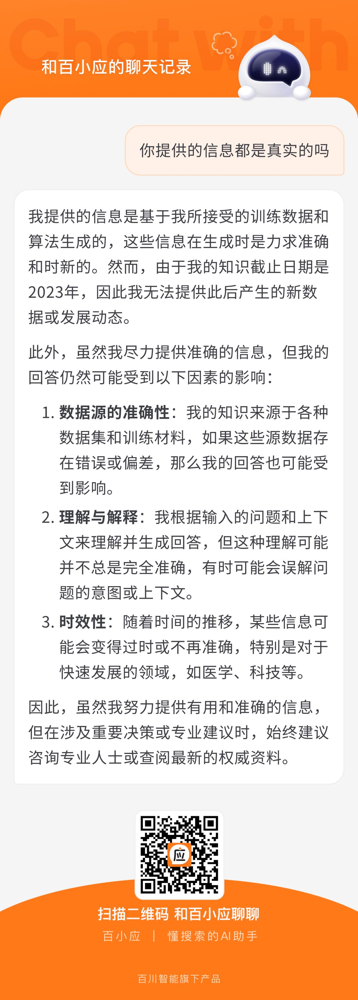 Chat with
和百小应的聊天记录
你提供的信息都是真实的吗
我提供的信息是基于我所接受的训练数据和
算法生成的，这些信息在生成时是力求准确
和时新的。然而，由于我的知识截止日期是
2023年，因此我无法提供此后产生的新数
据或发展动态。
此外，虽然我尽力提供准确的信息，但我的
回答仍然可能受到以下因素的影响：
1. 数据源的准确性：我的知识来源于各种
数据集和训练材料，如果这些源数据存
在错误或偏差，那么我的回答也可能受
到影响。
2. 理解与解释：我根据输入的问题和上下
文来理解并生成回答，但这种理解可能
并不总是完全准确，有时可能会误解问
题的意图或上下文。
3. 时效性：随着时间的推移，某些信息可
能会变得过时或不再准确，特别是对于
快速发展的领域，如医学、科技等。
因此，虽然我努力提供有用和准确的信息，
但在涉及重要决策或专业建议时，始终建议
咨询专业人士或查阅最新的权威资料。
应
扫描二维码 和百小应聊聊
百小应 | 懂搜索的AI助手
百川智能旗下产品